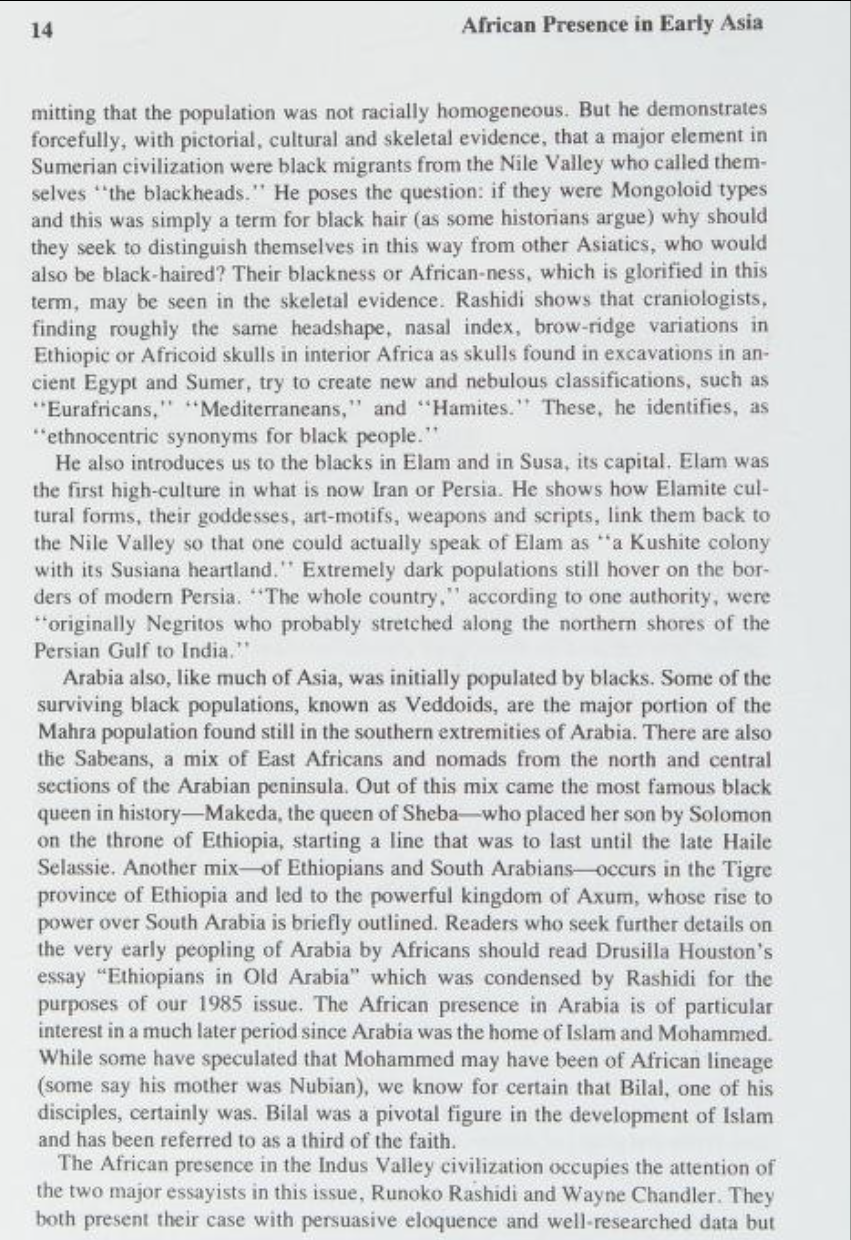 14
African Presence in Early Asia
mitting that the population was not racially homogeneous. But he demonstrates
forcefully, with pictorial, cultural and skeletal evidence, that a major element in
Sumerian civilization were black migrants from the Nile Valley who called them-
selves ‘‘the blackheads.’’ He poses the question: if they were Mongoloid types
and this was simply a term for black hair (as some historians argue) why should
they seek to distinguish themselves in this way from other Asiatics, who would
also be black-haired? Their blackness or African-ness, which is glorified in this
term, may be seen in the skeletal evidence. Rashidi shows that craniologists,
finding roughly the same headshape, nasal index, brow-ridge variations in
Ethiopic or Africoid skulls in interior Africa as skulls found in excavations in an-
cient Egypt and Sumer, try to create new and nebulous classifications, such as
‘‘Eurafricans,’’ ‘‘Mediterraneans,’’ and ‘‘Hamites.’’ These, he identifies, as
‘‘ethnocentric synonyms for black people.’’
He also introduces us to the blacks in Elam and in Susa, its capital. Elam was
the first high-culture in what is now Iran or Persia. He shows how Elamite cul-
tural forms, their goddesses, art-motifs, weapons and scripts, link them back to
the Nile Valley so that one could actually speak of Elam as ‘‘a Kushite colony
with its Susiana heartland.’’ Extremely dark populations still hover on the bor-
ders of modern Persia. ‘‘The whole country,’’ according to one authority, were
‘‘originally Negritos who probably stretched along the northern shores of the
Persian Gulf to India.’’
Arabia also, like much of Asia, was initially populated by blacks. Some of the
surviving black populations, known as Veddoids, are the major portion of the
Mahra population found still in the southern extremities of Arabia. There are also
the Sabeans, a mix of East Africans and nomads from the north and central
sections of the Arabian peninsula. Out of this mix came the most famous black
queen in history—Makeda, the queen of Sheba—who placed her son by Solomon
on the throne of Ethiopia, starting a line that was to last until the late Haile
Selassie. Another mix—of Ethiopians and South Arabians—occurs in the Tigre
province of Ethiopia and led to the powerful kingdom of Axum, whose rise to
power over South Arabia is briefly outlined. Readers who seek further details on
the very early peopling of Arabia by Africans should read Drusilla Houston's
essay “Ethiopians in Old Arabia” which was condensed by Rashidi for the
purposes of our 1985 issue. The African presence in Arabia is of particular
interest in a much later period since Arabia was the home of Islam and Mohammed.
While some have speculated that Mohammed may have been of African lineage
(some say his mother was Nubian), we know for certain that Bilal, one of his
disciples, certainly was. Bilal was a pivotal figure in the development of Islam
and has been referred to as a third of the faith.
The African presence in the Indus Valley civilization occupies the attention of
the two major essayists in this issue, Runoko Rashidi and Wayne Chandler. They
both present their case with persuasive eloquence and well-researched data but